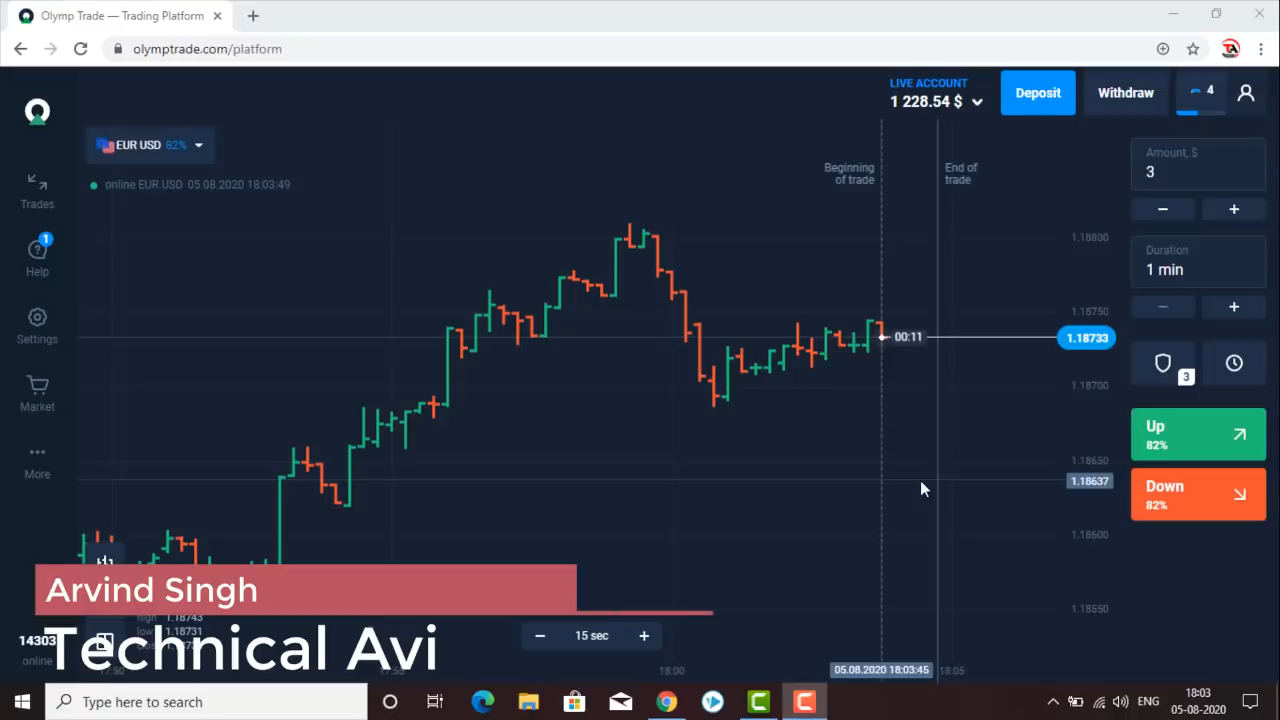 Olymp Trade — Trading Platform
olymptrade.com/platform
LIVE ACCOUNT
1 228.54 $
Deposit
Withdraw
4
EUR USD 82%
online EUR USD 05.08.2020 18:03:49
Beginning
of trade
End of
trade
Trades
1
Help
Settings
Market
More
Amount, $
3
Duration
1 min
3
Up
82%
Down
82%
1.18800
1.18750
1.18733
00:11
1.18700
1.18650
1.18637
1.18600
1.18550
Arvind Singh
high 1.18743
low 1.18731
Technical Avi
14303
online
15 sec
17:50
18:00
05.08.2020 18:03:45
18:05
Type here to search
ENG
18:03
05-08-2020